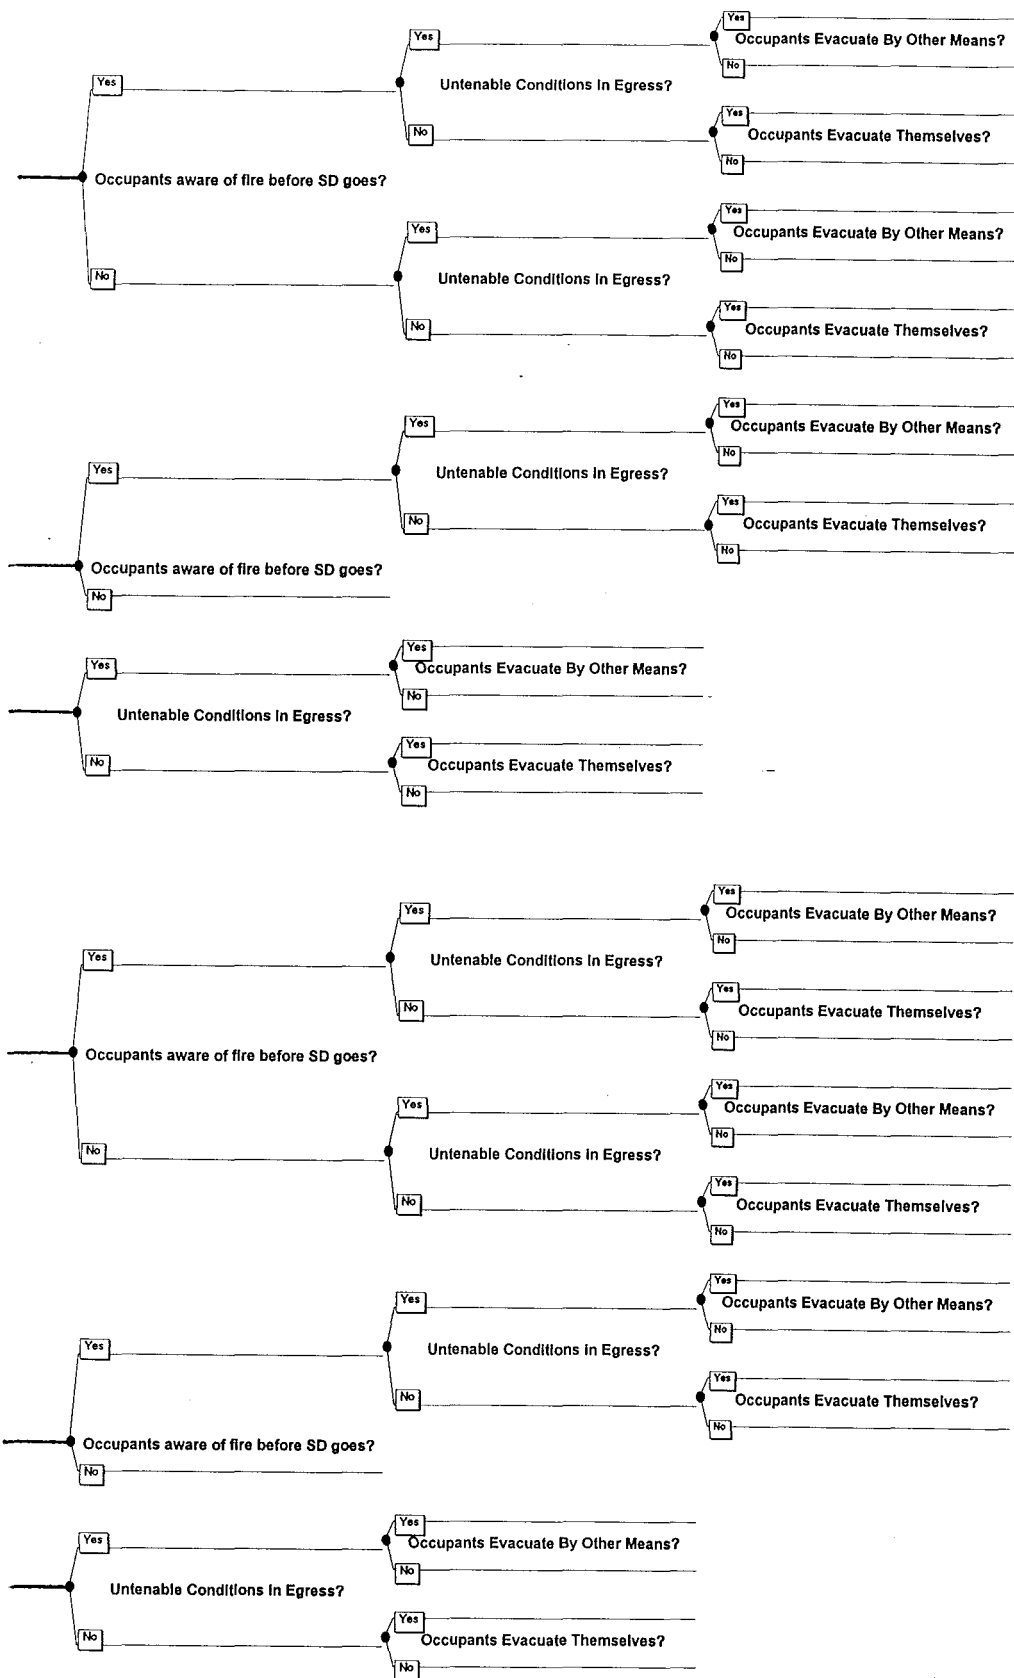 Yes
Occupants Evacuate By Other Means?
Yes
No
Yes
Untenable Conditions in Egress?
Yes
No
Occupants Evacuate Themselves?
No
Occupants aware of fire before SD goes?
Yes
Yes
Occupants Evacuate By Other Means?
No
No
Untenable Conditions in Egress?
Yes
No
Occupants Evacuate Themselves?
No
Yes
Yes
Occupants Evacuate By Other Means?
No
Yes
Untenable Conditions in Egress?
Yes
No
Occupants Evacuate Themselves?
No
Occupants aware of fire before SD goes?
No
Yes
Yes
Occupants Evacuate By Other Means?
No
Untenable Conditions in Egress?
Yes
No
Occupants Evacuate Themselves?
No
Yes
Yes
Occupants Evacuate By Other Means?
No
Yes
Untenable Conditions in Egress?
Yes
No
Occupants Evacuate Themselves?
No
Occupants aware of fire before SD goes?
Yes
Yes
Occupants Evacuate By Other Means?
No
No
Untenable Conditions in Egress?
Yes
No
Occupants Evacuate Themselves?
No
Yes
Yes
Occupants Evacuate By Other Means?
No
Yes
Untenable Conditions in Egress?
Yes
No
Occupants Evacuate Themselves?
No
Occupants aware of fire before SD goes?
No
Yes
Yes
Occupants Evacuate By Other Means?
No
Untenable Conditions in Egress?
Yes
No
Occupants Evacuate Themselves?
No